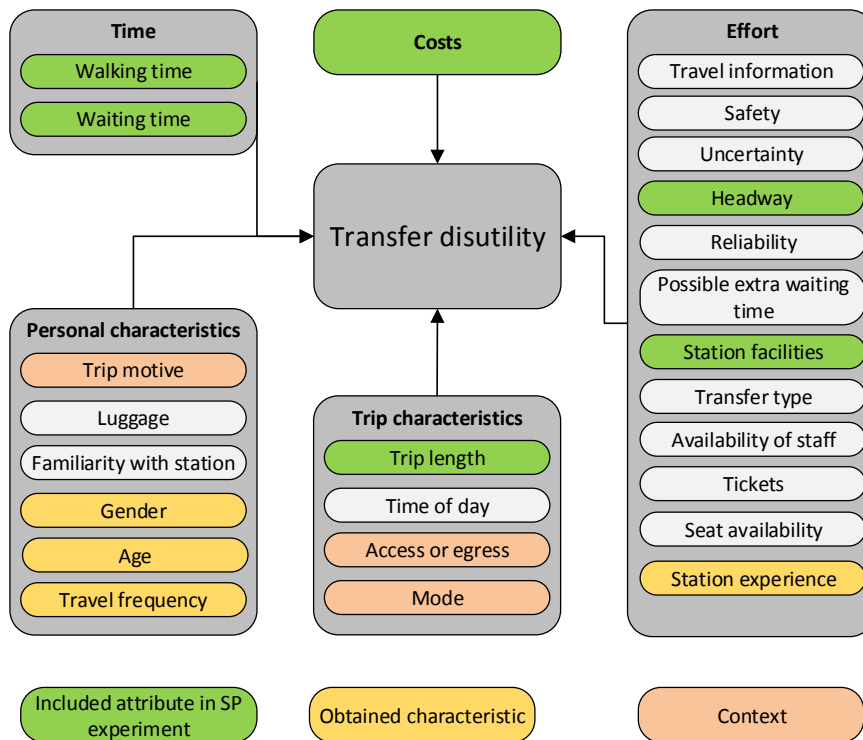 Time
Walking time
Waiting time
Costs
Effort
Travel information
Safety
Uncertainty
Headway
Reliability
Possible extra waiting
time
Station facilities
Transfer type
Availability of staff
Tickets
Seat availability
Station experience
Transfer disutility
Personal characteristics
Trip motive
Luggage
Familiarity with station
Gender
Age
Travel frequency
Trip characteristics
Trip length
Time of day
Access or egress
Mode
Included attribute in SP
experiment
Obtained characteristic
Context